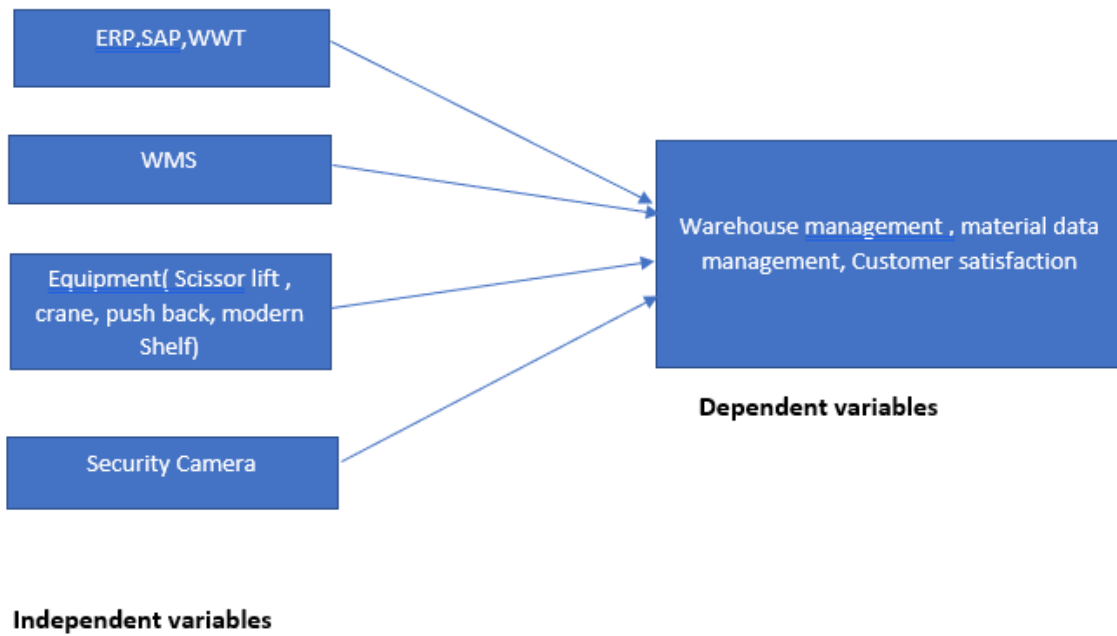 ERP,SAP,WWT
WMS
Equipment( Scissor lift ,
crane, push back, modern
Shelf)
Security Camera
Warehouse management , material data
management, Customer satisfaction
Dependent variables
Independent variables